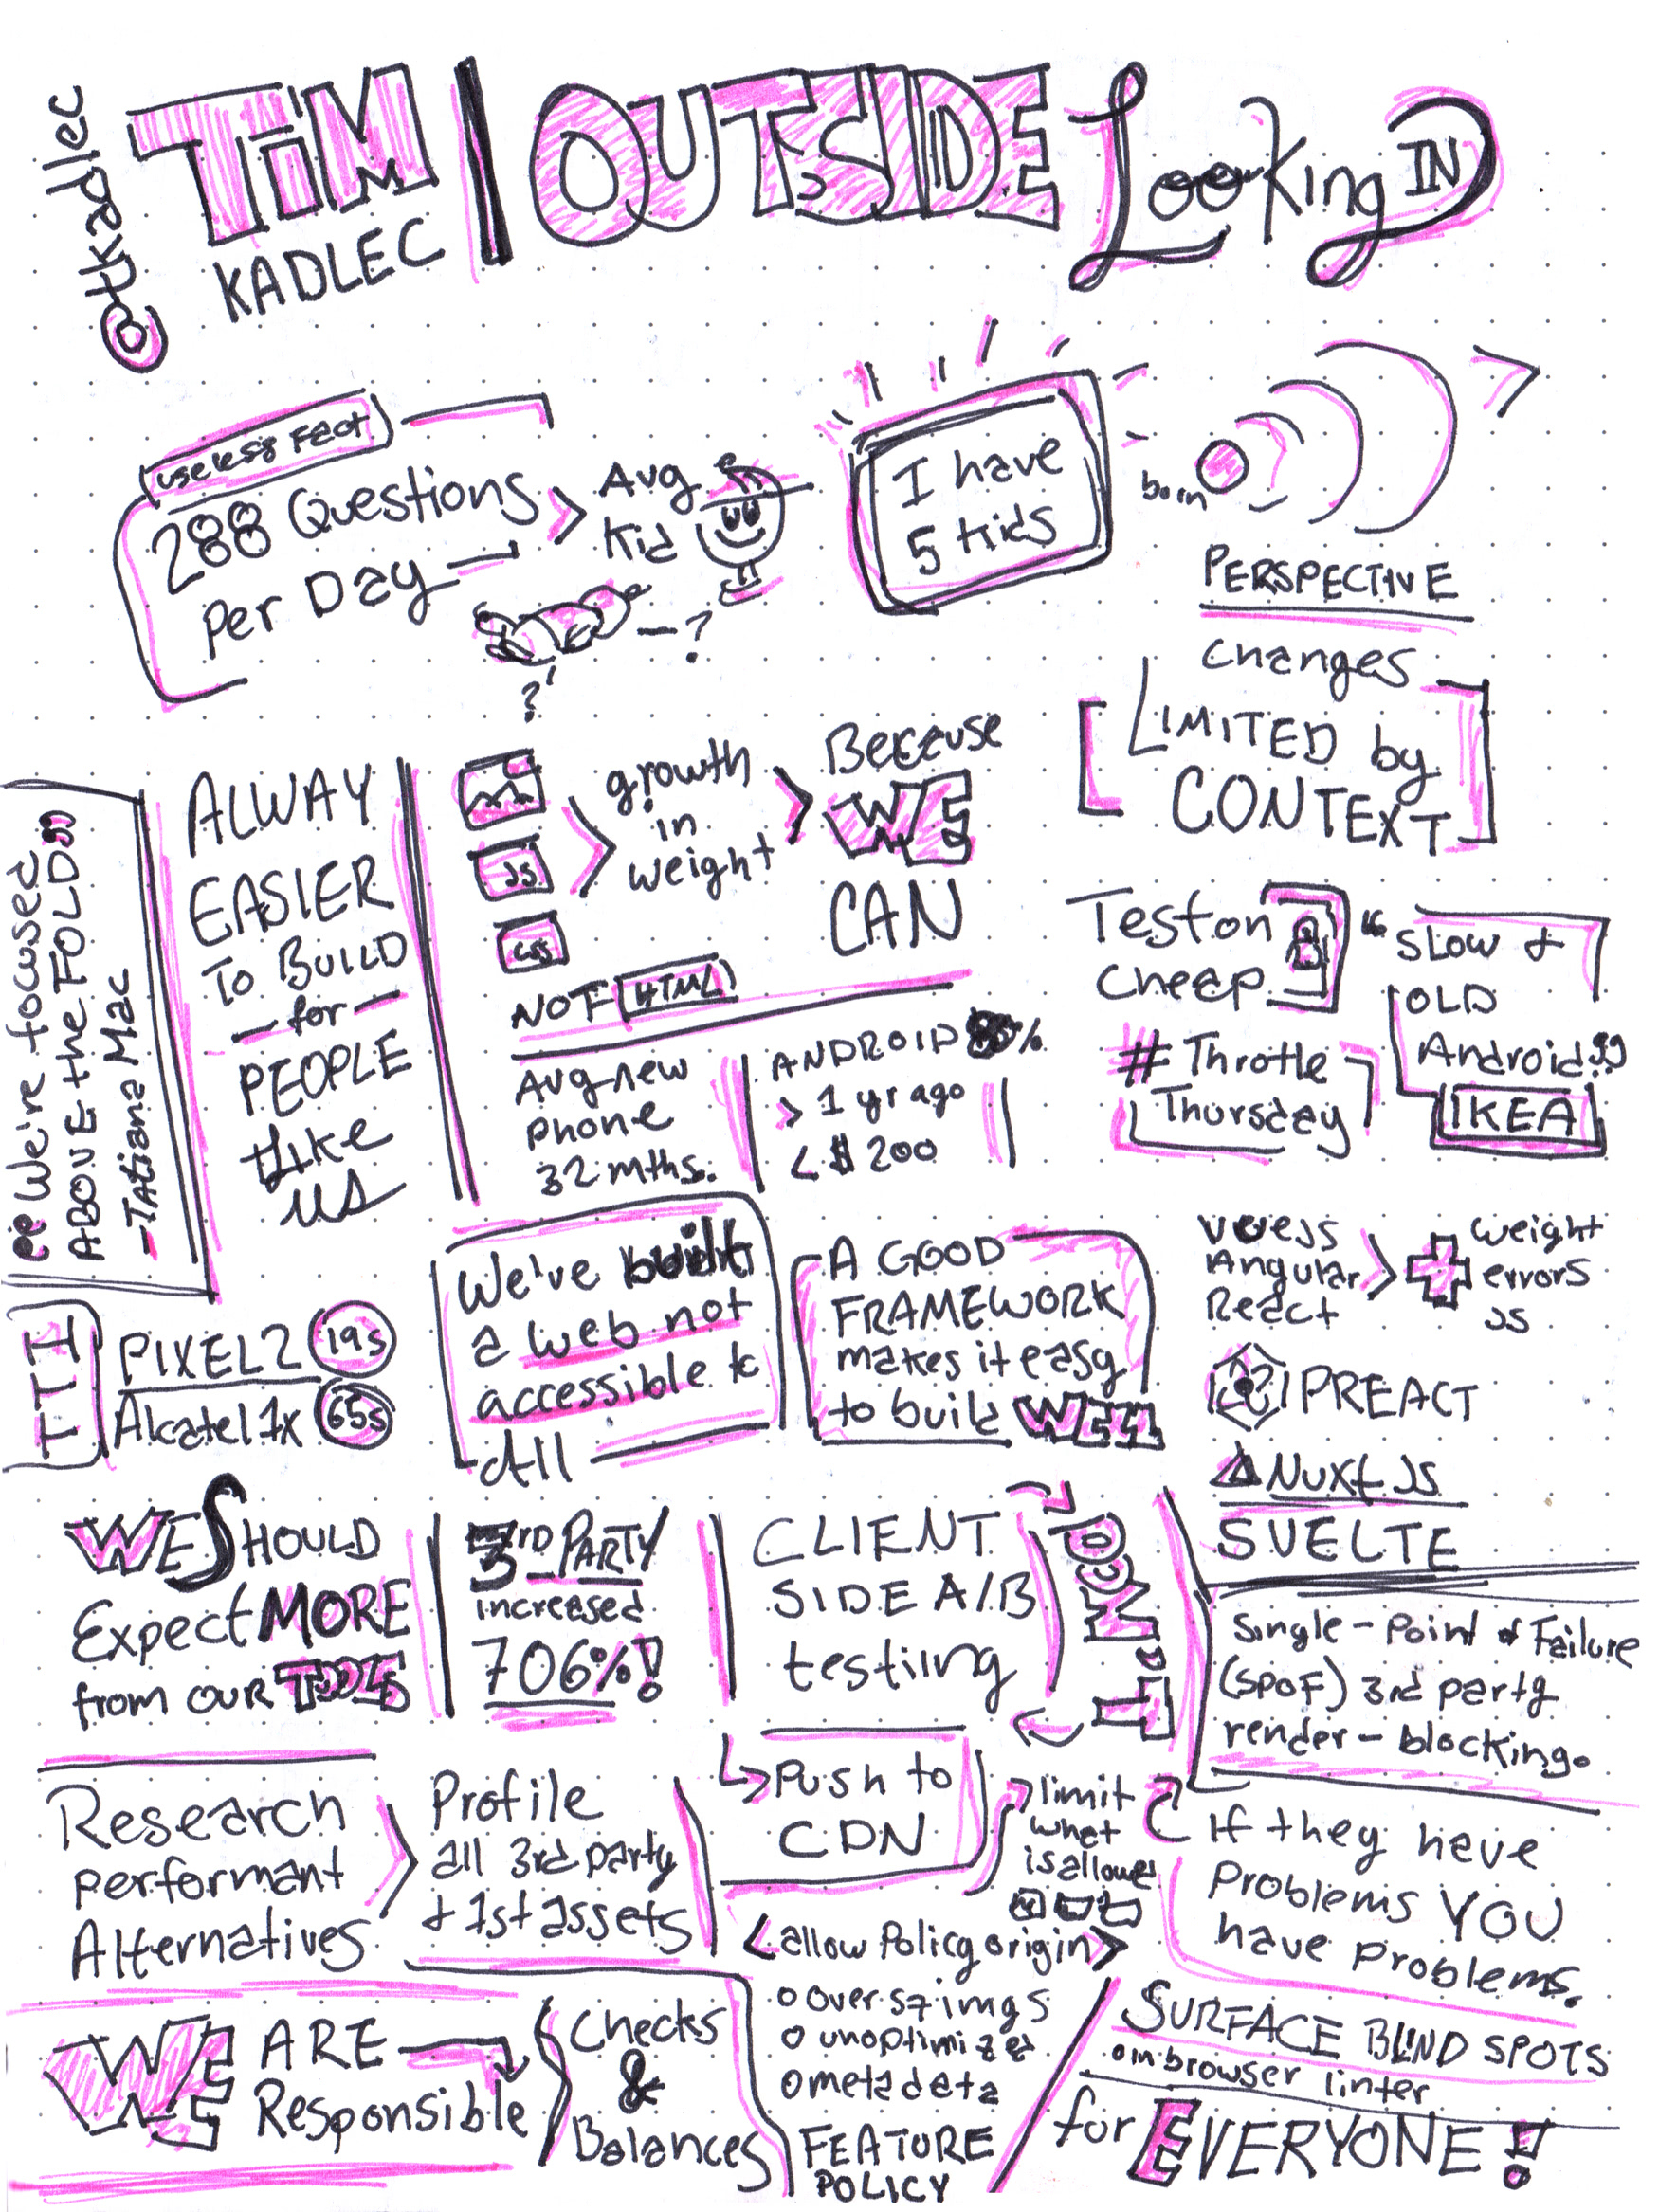 @tkadlec
TiM
KADLEC
OUTSIDE
Looking IN
useless Fact
288 Questions
Per Day
Avg
Kid
?
?
I have
5 kids
born
PERSPECTIVE
changes
LIMITED by
CONTEXT
"We're focused
ABOVE the FOLD"
- Tatiana Mac
ALWAY
EASIER
To BUILD
- for -
PEOPLE
like
us
JS
CSS
growth
in
weight
Because
WE
CAN
NOT HTML
Avg new
phone
32 mths.
ANDROID %
> 1 yr ago
< $ 200
Test on
cheap
# Throttle
Thursday
"SLOW &
OLD
Android"
IKEA
TTI
PIXEL 2 19s
Alcatel 1x 65s
We've built
a web not
accessible to
All
A GOOD
FRAMEWORK
makes it easy
to build WELL
VueJS
Angular
React
weight
errors
JS
PREACT
NUXt JS
SVELTE
WE SHOULD
Expect MORE
from OUR TOOLS
3RD PARTY
increased
706%!
CLIENT
SIDE A/B
testiing
Single-Point of Failure
(SPOF) 3rd party
render-blocking.
Research
performant
Alternatives
Profile
all 3rd party
+ 1st assets
Push to
CDN
limit
what
is allowed
If they heve
Problems YOU
have problems.
<allow Policy origin>
o over sz imgs
o unoptimized
o metadata
FEATURE
POLICY
WE ARE
Responsible
Checks
&
Balances
SURFACE BLIND SPOTS
on browser linter
for EVERYONE!